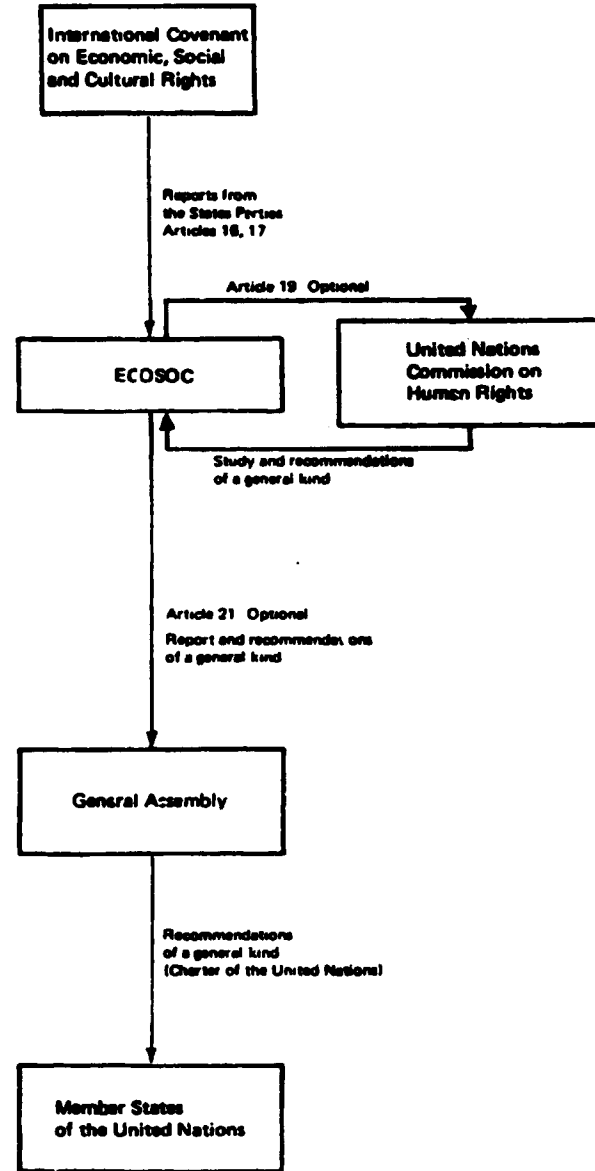 International Covenant
on Economic, Social
and Cultural Rights
Reports from
the States Parties
Articles 16, 17
Article 19 Optional
ECOSOC
United Nations
Commission on
Human Rights
Study and recommendations
of a general kind
Article 21 Optional
Report and recommendations
of a general kind
General Assembly
Recommendations
of a general kind
(Charter of the United Nations)
Member States
of the United Nations